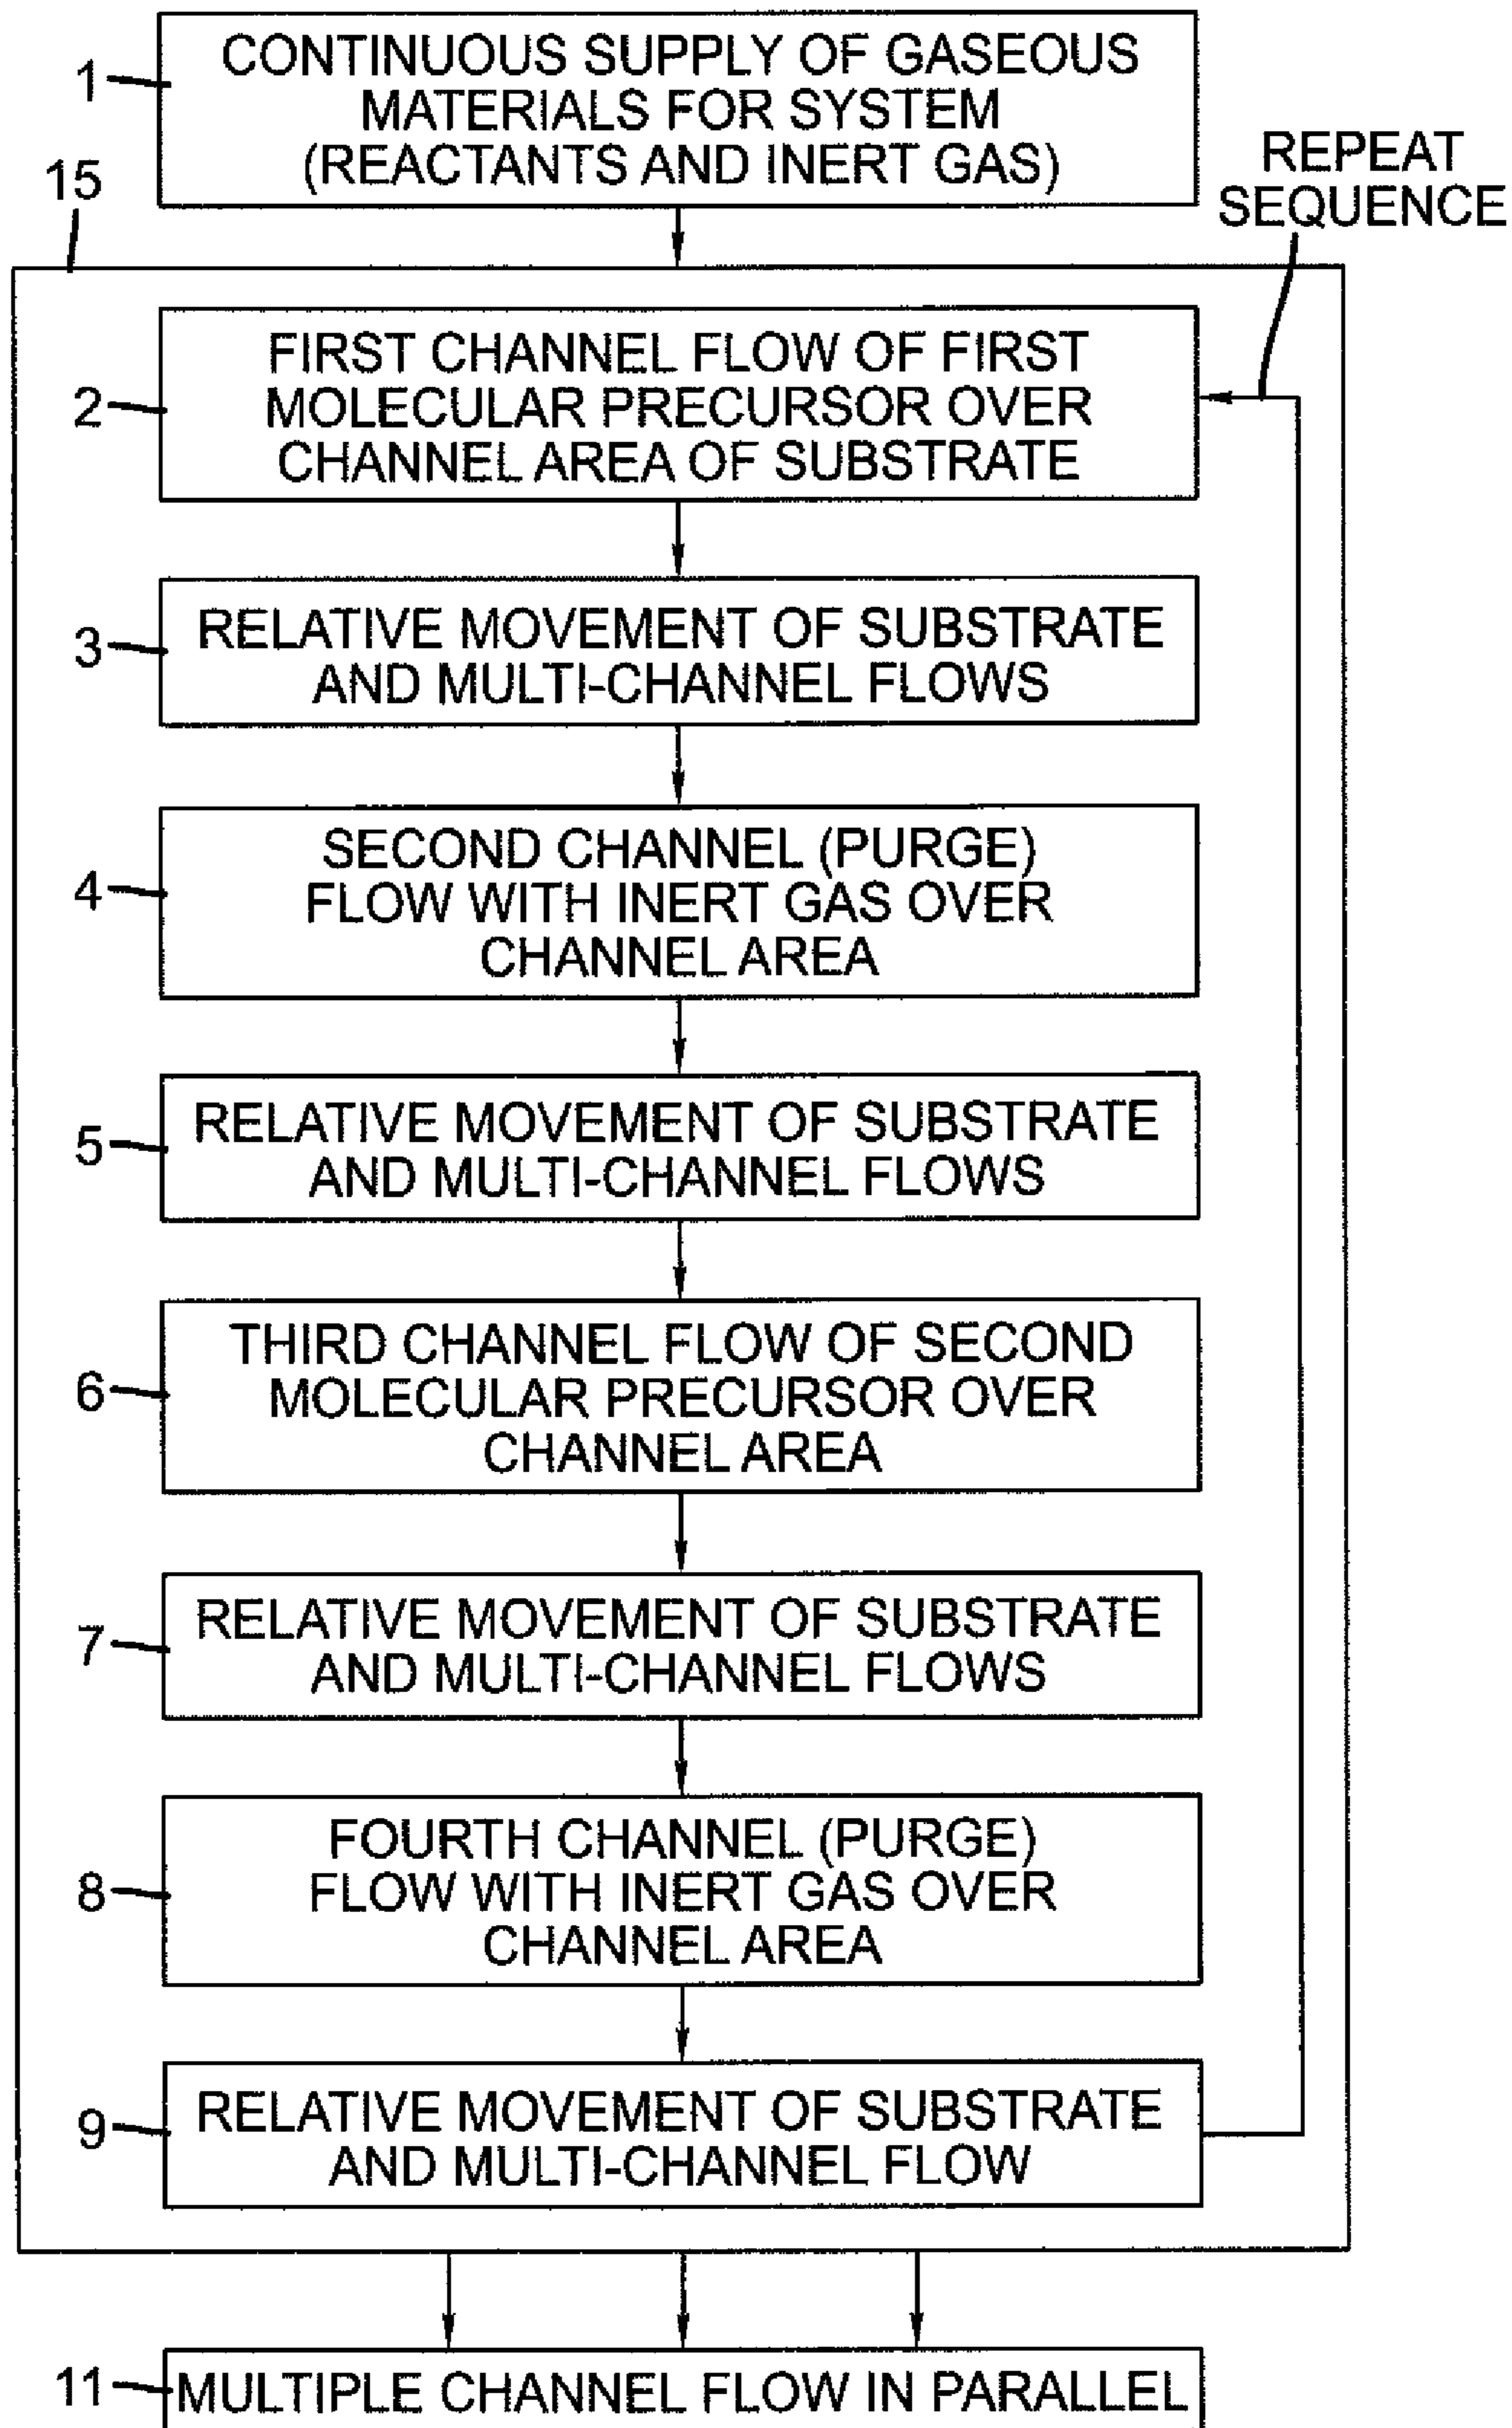 1
CONTINUOUS SUPPLY OF GASEOUS
MATERIALS FOR SYSTEM
(REACTANTS AND INERT GAS)
15
REPEAT
SEQUENCE
2
FIRST CHANNEL FLOW OF FIRST
MOLECULAR PRECURSOR OVER
CHANNEL AREA OF SUBSTRATE
3
RELATIVE MOVEMENT OF SUBSTRATE
AND MULTI-CHANNEL FLOWS
4
SECOND CHANNEL (PURGE)
FLOW WITH INERT GAS OVER
CHANNEL AREA
5
RELATIVE MOVEMENT OF SUBSTRATE
AND MULTI-CHANNEL FLOWS
6
THIRD CHANNEL FLOW OF SECOND
MOLECULAR PRECURSOR OVER
CHANNEL AREA
7
RELATIVE MOVEMENT OF SUBSTRATE
AND MULTI-CHANNEL FLOWS
8
FOURTH CHANNEL (PURGE)
FLOW WITH INERT GAS OVER
CHANNEL AREA
9
RELATIVE MOVEMENT OF SUBSTRATE
AND MULTI-CHANNEL FLOW
11
MULTIPLE CHANNEL FLOW IN PARALLEL